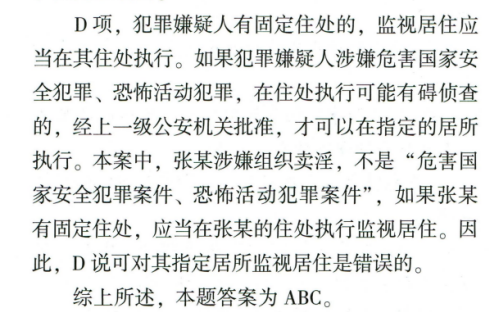 D 项，犯罪嫌疑人有固定住处的，监视居住应
当在其住处执行。如果犯罪嫌疑人涉嫌危害国家安
全犯罪、恐怖活动犯罪，在住处执行可能有碍侦查
的，经上一级公安机关批准，才可以在指定的居所
执行。本案中，张某涉嫌组织卖淫，不是“危害国
家安全犯罪案件、恐怖活动犯罪案件”，如果张某
有固定住处，应当在张某的住处执行监视居住。因
此，D 说可对其指定居所监视居住是错误的。
综上所述，本题答案为 ABC。